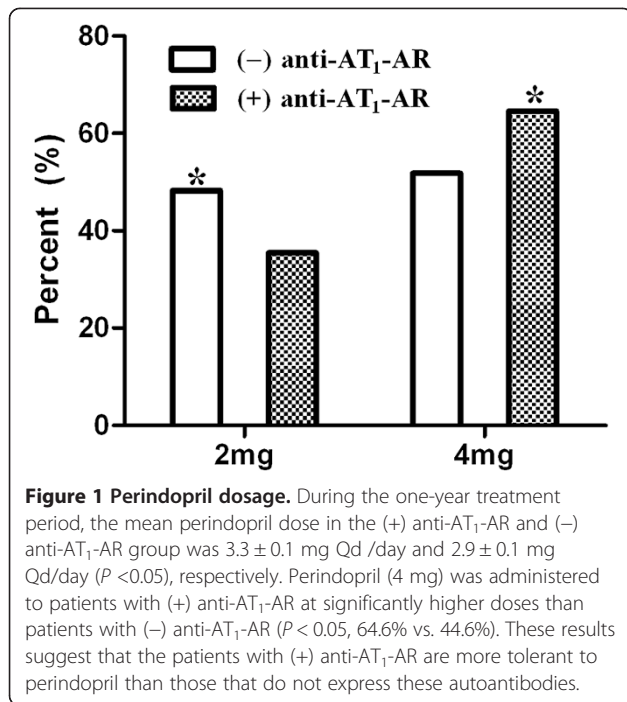 80
(−) anti-AT₁-AR
(+) anti-AT₁-AR
*
60
*
40
20
0
Percent (%)
2mg
4mg
Figure 1 Perindopril dosage. During the one-year treatment
period, the mean perindopril dose in the (+) anti-AT₁-AR and (−)
anti-AT₁-AR group was 3.3 ± 0.1 mg Qd /day and 2.9 ± 0.1 mg
Qd/day (P <0.05), respectively. Perindopril (4 mg) was administered
to patients with (+) anti-AT₁-AR at significantly higher doses than
patients with (−) anti-AT₁-AR (P < 0.05, 64.6% vs. 44.6%). These results
suggest that the patients with (+) anti-AT₁-AR are more tolerant to
perindopril than those that do not express these autoantibodies.